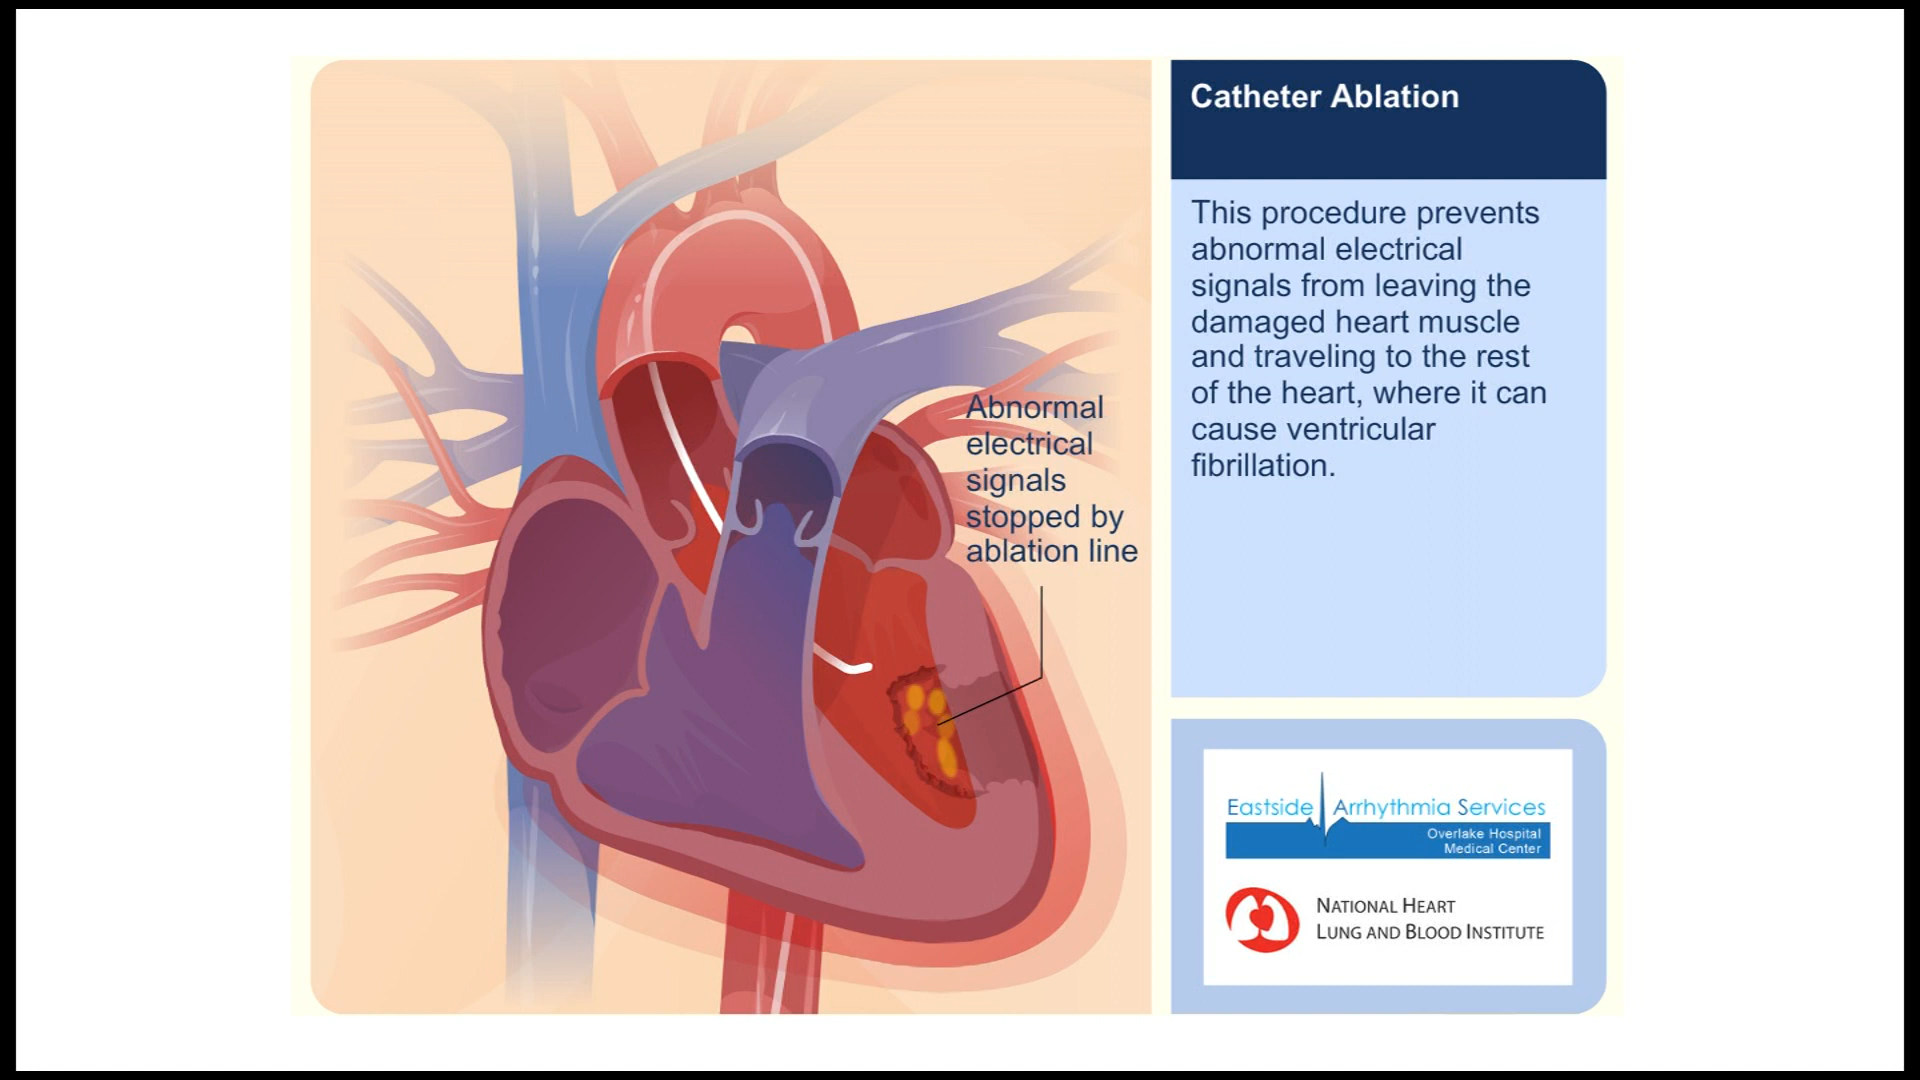 Catheter Ablation
This procedure prevents
abnormal electrical
signals from leaving the
damaged heart muscle
and traveling to the rest
of the heart, where it can
cause ventricular
fibrillation.
Abnormal
electrical
signals
stopped by
ablation line
Eastside Arrhythmia Services
Overlake Hospital
Medical Center
NATIONAL HEART
LUNG AND BLOOD INSTITUTE